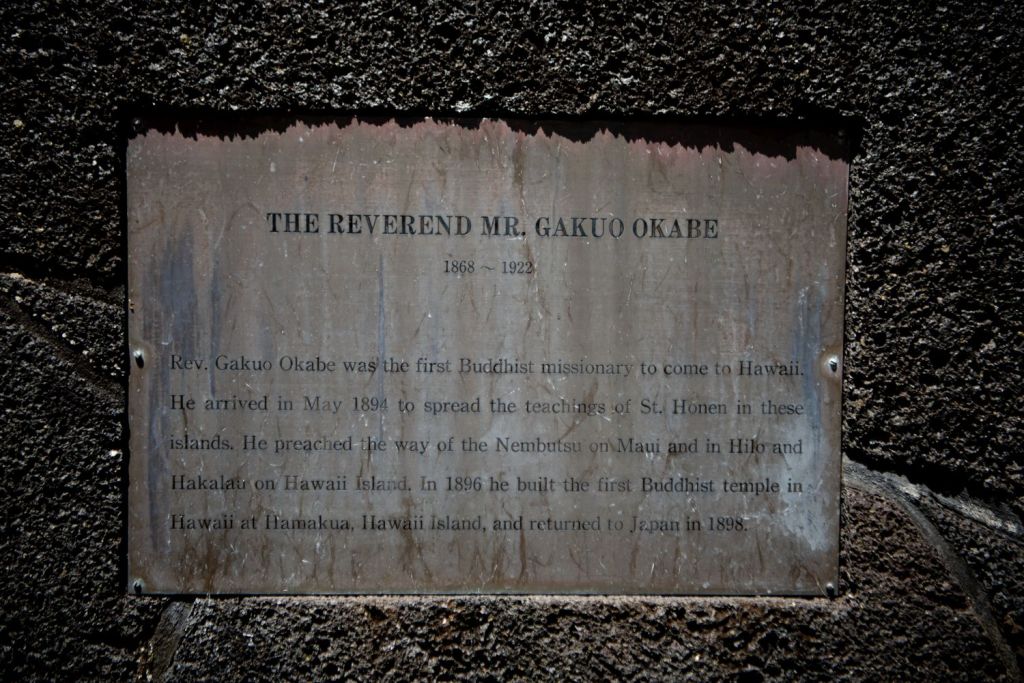 THE REVEREND MR. GAKUO OKABE
1868 ~ 1922
Rev. Gakuo Okabe was the first Buddhist missionary to come to Hawaii.
He arrived in May 1894 to spread the teachings of St. Honen in these
islands. He preached the way of the Nembutsu on Maui and in Hilo and
Hakalau on Hawaii Island. In 1896 he built the first Buddhist temple in
Hawaii at Hamakua, Hawaii Island, and returned to Japan in 1898.